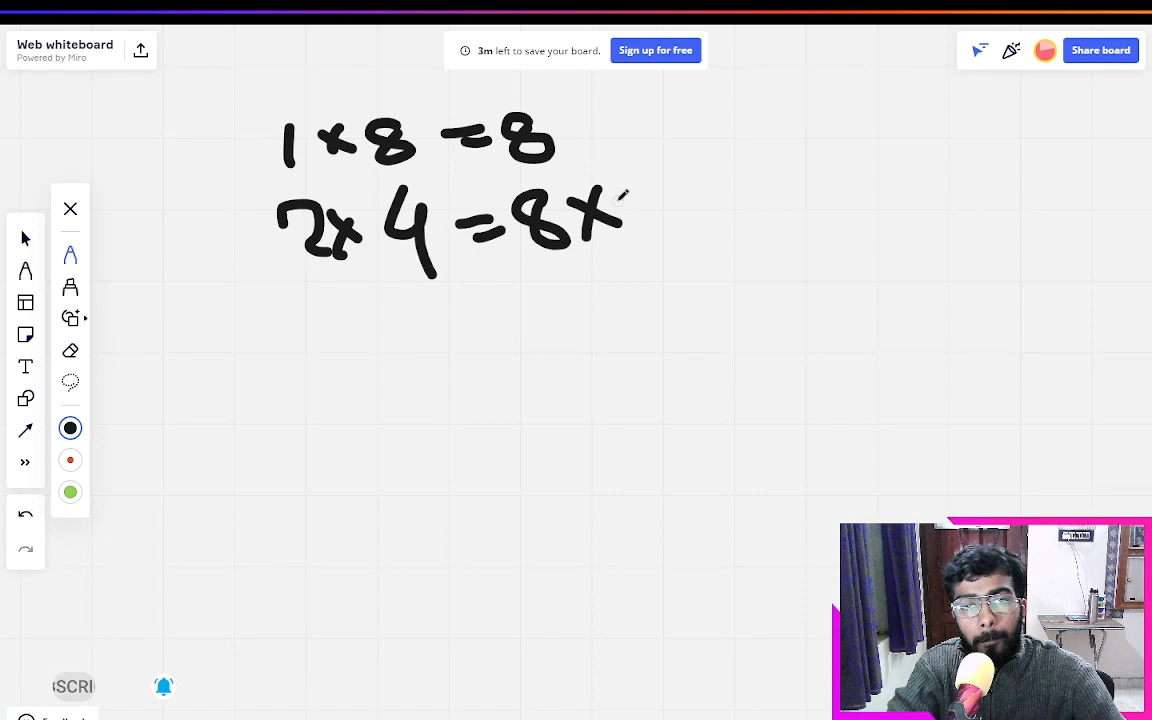 Web whiteboard
Powered by Miro
3m left to save your board.
Sign up for free
Share board
1 × 8 = 8
2 × 4 = 8 ×
T
SCRI